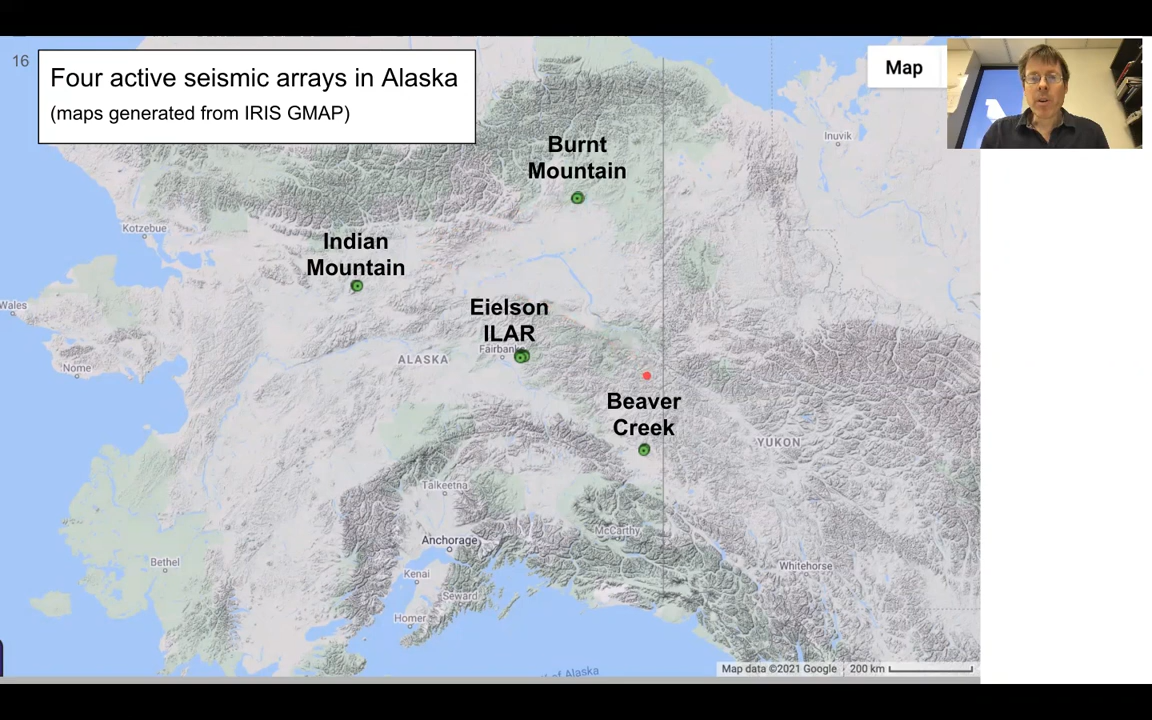 16
Four active seismic arrays in Alaska
(maps generated from IRIS GMAP)
Map
Inuvik
Burnt
Mountain
Kotzebue
Indian
Mountain
Eielson
ILAR
Wales
ALASKA
Nome
Beaver
Creek
YUKON
Talkeetna
McCarthy
Anchorage
Bethel
Whitehorse
Kenai
Seward
Homer
of Alaska
Map data ©2021 Google
200 km